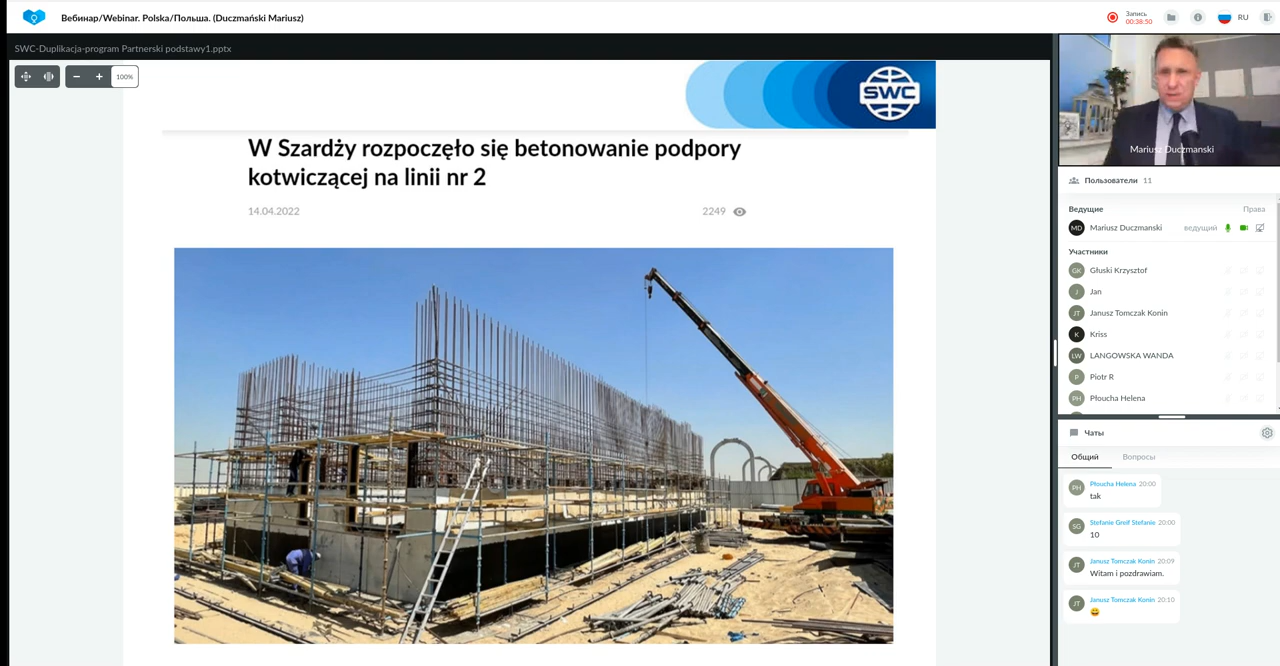 Вебинар/Webinar. Polska/Польша. (Duczmański Mariusz)
Запись
00:38:50
RU
SWC-Duplikacja-program Partnerski podstawy1.pptx
100%
SWC
W Szardży rozpoczęło się betonowanie podpory
kotwiczącej na linii nr 2
14.04.2022
2249
Mariusz Duczmanski
Пользователи 11
Ведущие
Права
MD Mariusz Duczmanski ведущий
Участники
GK Głuski Krzysztof
J Jan
JT Janusz Tomczak Konin
K Kriss
LW LANGOWSKA WANDA
P Piotr R
PH Płoucha Helena
Чаты
Общий
Вопросы
PH Płoucha Helena 20:00
tak
SG Stefanie Greif Stefanie 20:00
10
JT Janusz Tomczak Konin 20:09
Witam i pozdrawiam.
JT Janusz Tomczak Konin 20:10
😄